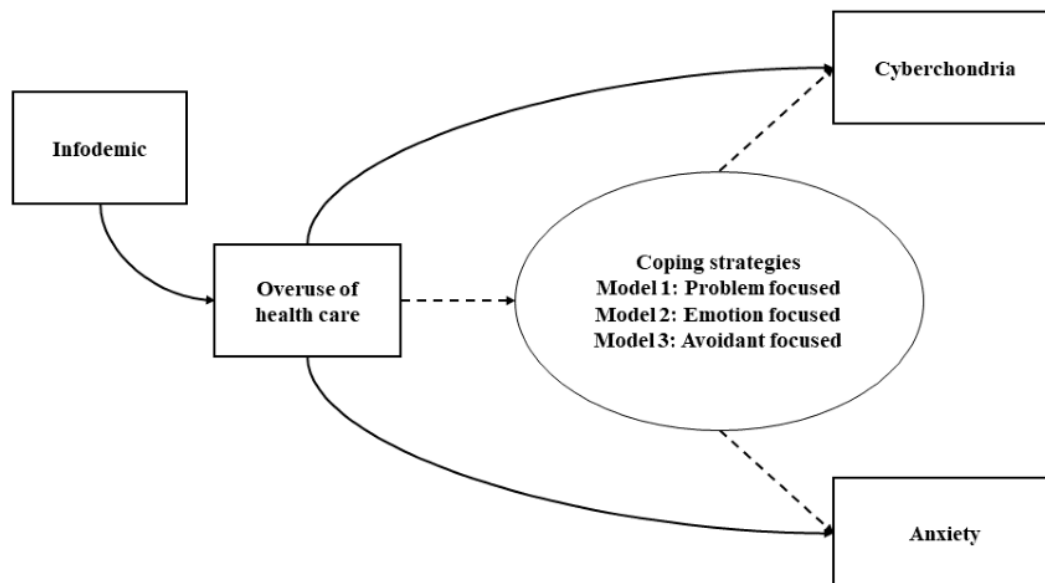 Cyberchondria
Infodemic
Overuse of
health care
Coping strategies
Model 1: Problem focused
Model 2: Emotion focused
Model 3: Avoidant focused
Anxiety